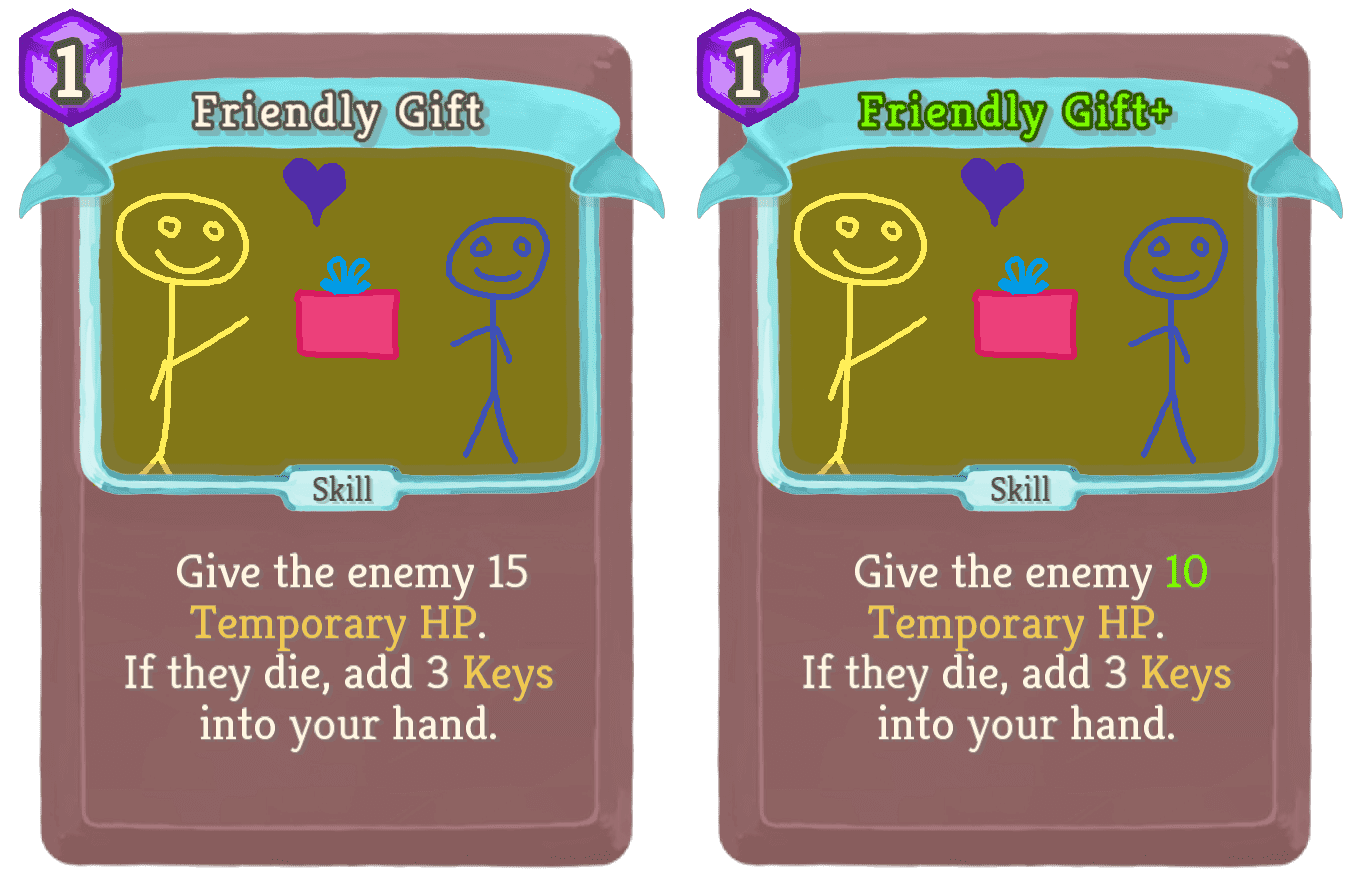 1
Friendly Gift
Skill
Give the enemy 15
Temporary HP.
If they die, add 3 Keys
into your hand.
1
Friendly Gift+
Skill
Give the enemy 10
Temporary HP.
If they die, add 3 Keys
into your hand.